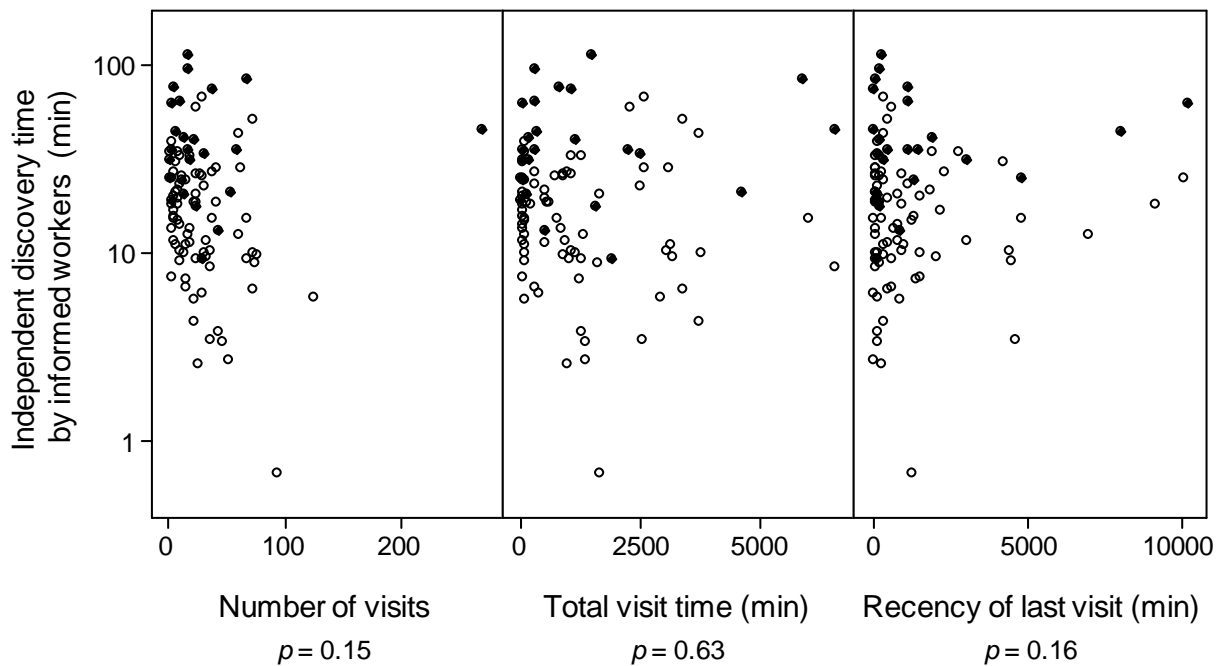 Independent discovery time
by informed workers (min)
100
10
1
0 100 200
0 2500 5000
0 5000 10000
Number of visits
Total visit time (min)
Recency of last visit (min)
p = 0.15
p = 0.63
p = 0.16